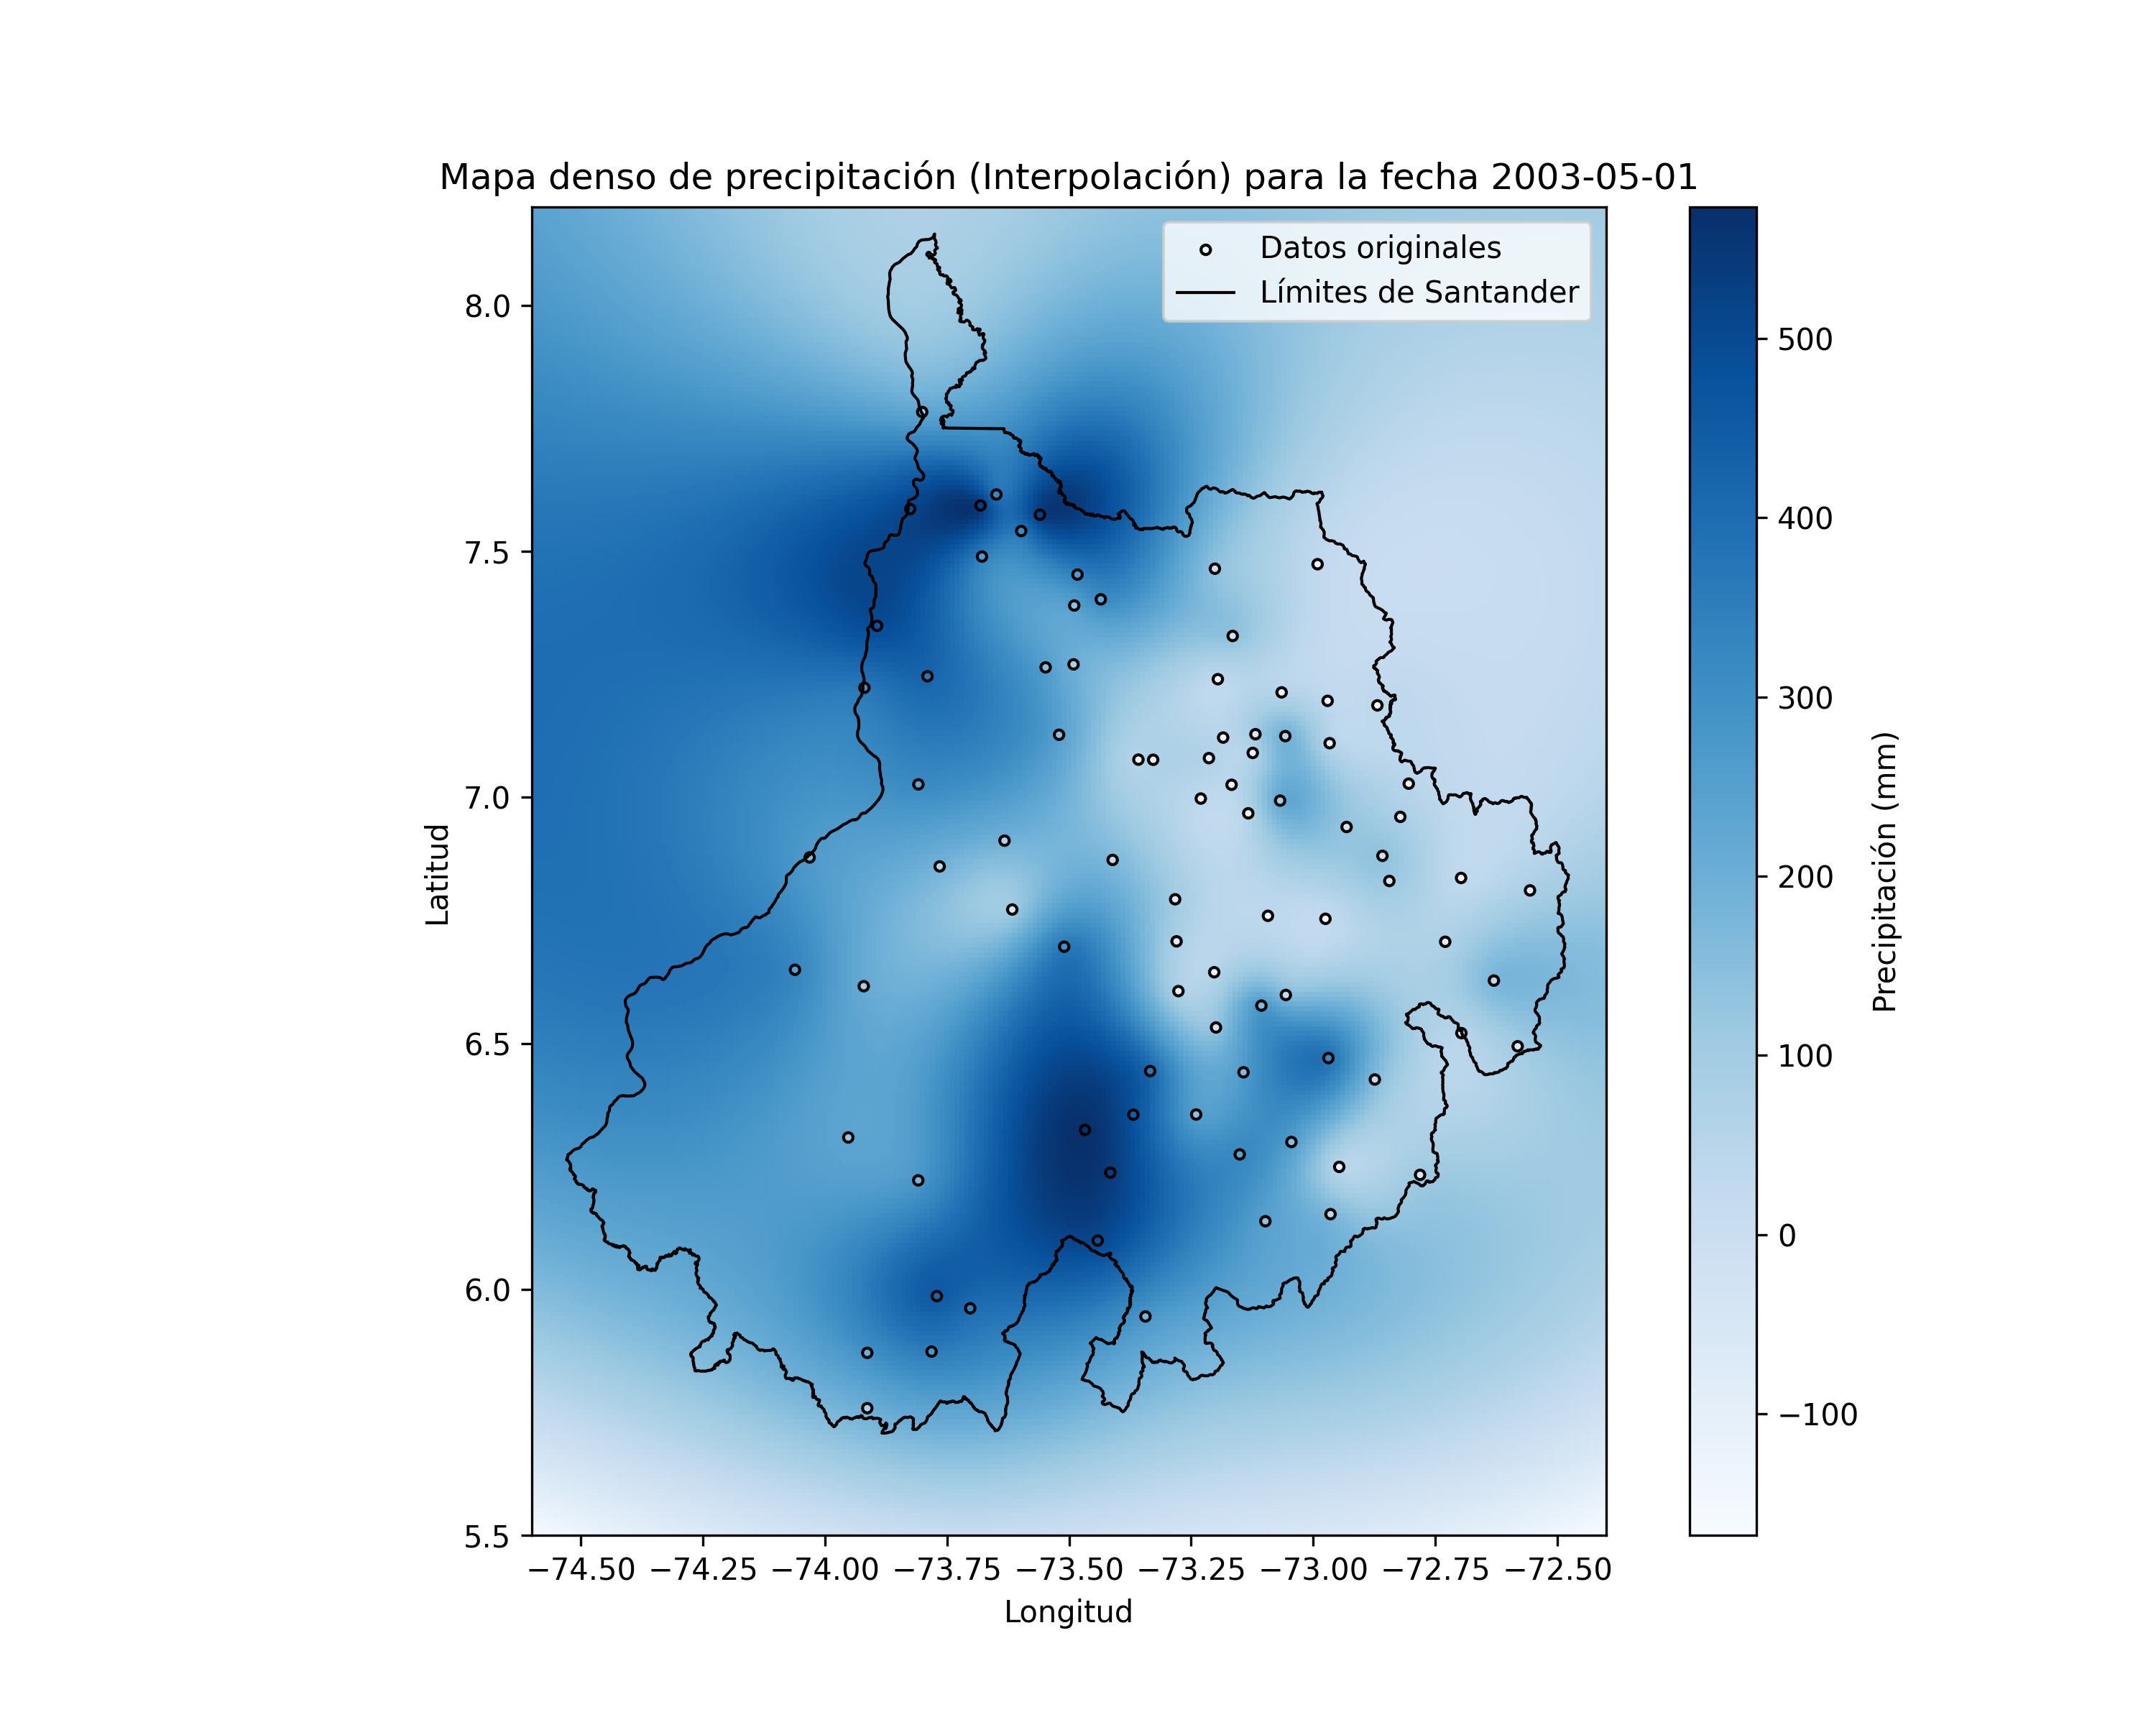 Mapa denso de precipitación (Interpolación) para la fecha 2003-05-01
Datos originales
Límites de Santander
8.0
7.5
7.0
6.5
6.0
5.5
Latitud
−74.50 −74.25 −74.00 −73.75 −73.50 −73.25 −73.00 −72.75 −72.50
Longitud
500
400
300
200
100
0
−100
Precipitación (mm)